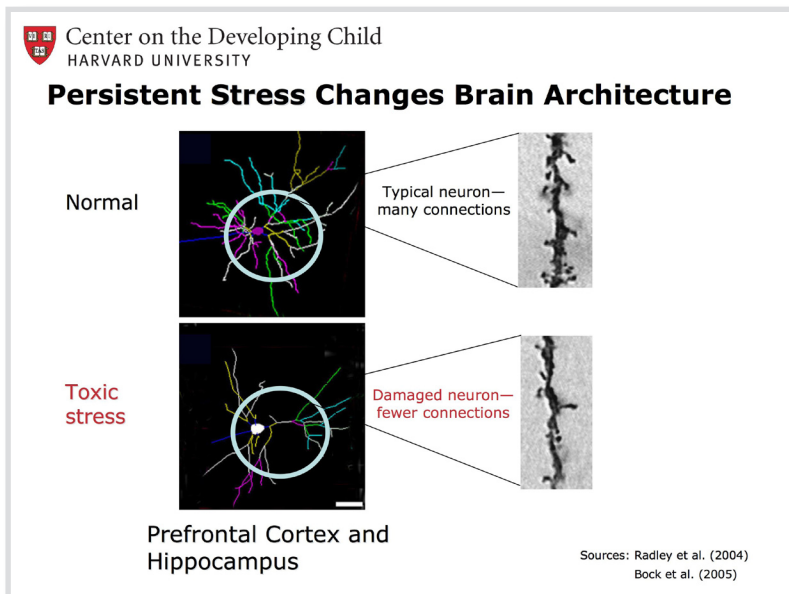 Center on the Developing Child
HARVARD UNIVERSITY
Persistent Stress Changes Brain Architecture
Normal
Typical neuron—
many connections
Toxic
stress
Damaged neuron—
fewer connections
Prefrontal Cortex and
Hippocampus
Sources: Radley et al. (2004)
Bock et al. (2005)